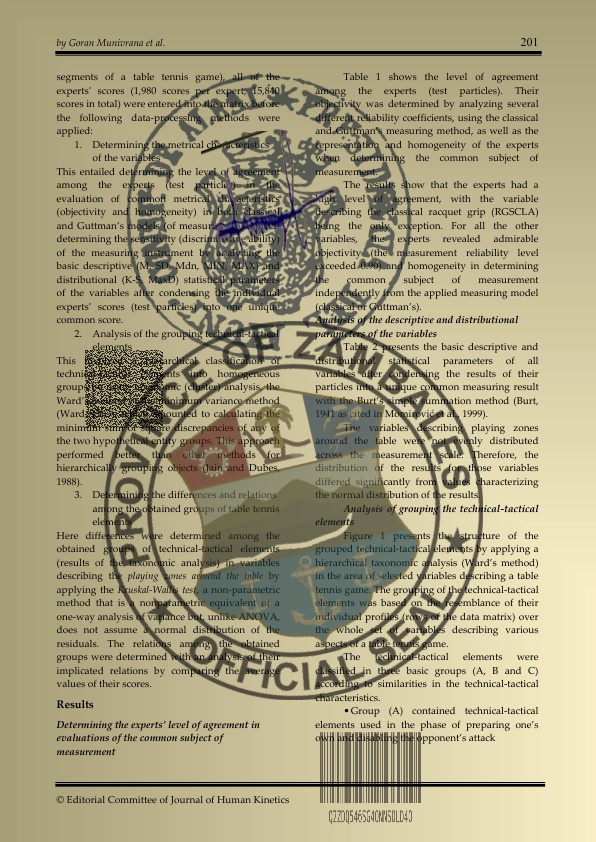 by Goran Munivrana et al.
201
segments of a table tennis game), all of the
experts' scores (1,980 scores per expert, 15,840
scores in total) were entered into the matrix before
the following data-processing methods were
applied:
1. Determining the metrical characteristics
of the variables
This entailed determining the level of agreement
among the experts (test particles) in the
evaluation of common metrical characteristics
(objectivity and homogeneity) in both classical
and Guttman's models (of measuring
determining the sensitivity (discriminative ability)
of the measuring instrument by analysing the
basic descriptive (M, SD, Mdn, MIN, MAX) and
distributional (K-S, MaxD) statistical parameters
of the variables after condensing the individual
experts' scores (test particles) into one unique
common score.
2. Analysis of the grouping technical-tactical
elements
This hierarchical classification of
elements into homogeneous
groups (cluster) analysis, the
Ward's minimum variance method
(Ward, amounted to calculating the
minimum sum of square discrepancies of any of
the two hypothetical entity groups. This approach
performed better than other methods for
hierarchically grouping objects (Jain and Dubes,
1988).
3. Determining the differences and relations
among the obtained groups of table tennis
elements
Here differences were determined among the
obtained groups of technical-tactical elements
(results of the taxonomic analysis) in variables
describing the playing zones around the table by
applying the Kruskal-Wallis test, a non-parametric
method that is a nonparametric equivalent of a
one-way analysis of variance but, unlike ANOVA,
does not assume a normal distribution of the
residuals. The relations among the obtained
groups were determined with an analysis of their
implicated relations by comparing the average
values of their scores.
Results
Determining the experts' level of agreement in
evaluations of the common subject of
measurement
Table 1 shows the level of agreement
among the experts (test particles). Their
objectivity was determined by analyzing several
different reliability coefficients, using the classical
and Guttman's measuring method, as well as the
representation and homogeneity of the experts
when determining the common subject of
measurement.
The results show that the experts had a
high level of agreement, with the variable
describing the classical racquet grip (RGSCLA)
being the only exception. For all the other
variables, the experts revealed admirable
objectivity (the measurement reliability level
exceeded 0.90) and homogeneity in determining
the common subject of measurement
independently from the applied measuring model
(classical or Guttman's).
Analysis of the descriptive and distributional
parameters of the variables
Table 2 presents the basic descriptive and
distributional statistical parameters of all
variables after condensing the results of their
particles into a unique common measuring result
with the Burt's simple summation method (Burt,
1941 as cited in Momirović et al., 1999).
The variables describing playing zones
around the table were not evenly distributed
across the measurement scale. Therefore, the
distribution of the results for those variables
differed significantly from values characterizing
the normal distribution of the results.
Analysis of grouping the technical-tactical
elements
Figure 1 presents the structure of the
grouped technical-tactical elements by applying a
hierarchical taxonomic analysis (Ward's method)
in the area of selected variables describing a table
tennis game. The grouping of the technical-tactical
elements was based on the resemblance of their
individual profiles (rows of the data matrix) over
the whole set of variables describing various
aspects of a table tennis game.
The technical-tactical elements were
classified in three basic groups (A, B and C)
according to similarities in the technical-tactical
characteristics.
• Group (A) contained technical-tactical
elements used in the phase of preparing one's
own and disabling the opponent's attack
© Editorial Committee of Journal of Human Kinetics
OFFICIAL SEAL